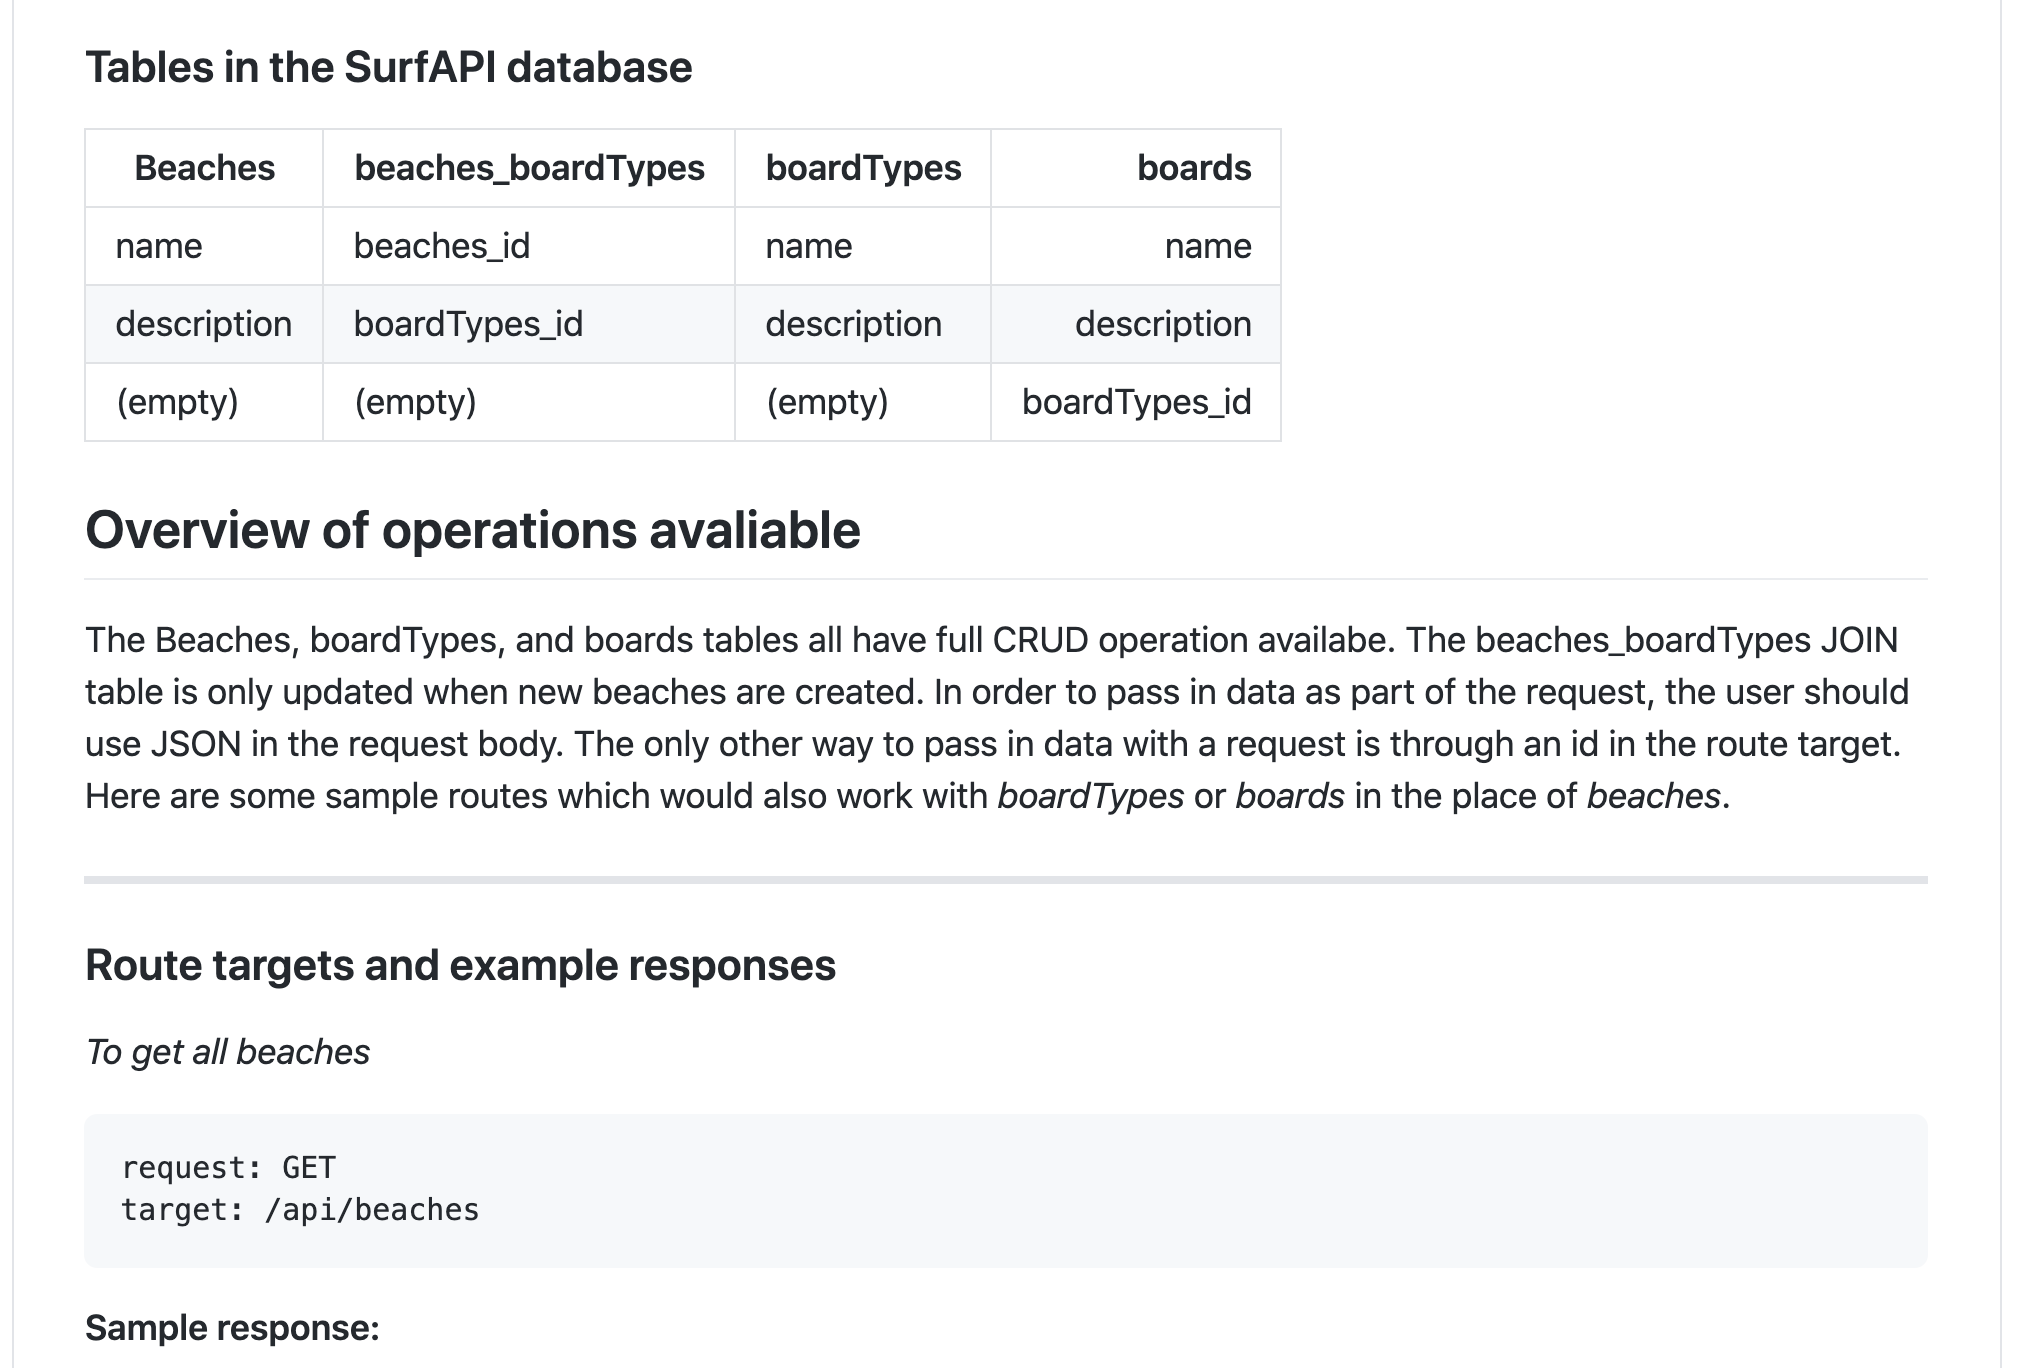 Tables in the SurfAPI database
Beaches beaches_boardTypes boardTypes boards
name beaches_id name name
description boardTypes_id description description
(empty) (empty) (empty) boardTypes_id
Overview of operations avaliable
The Beaches, boardTypes, and boards tables all have full CRUD operation availabe. The beaches_boardTypes JOIN
table is only updated when new beaches are created. In order to pass in data as part of the request, the user should
use JSON in the request body. The only other way to pass in data with a request is through an id in the route target.
Here are some sample routes which would also work with boardTypes or boards in the place of beaches.
Route targets and example responses
To get all beaches
request: GET
target: /api/beaches
Sample response: